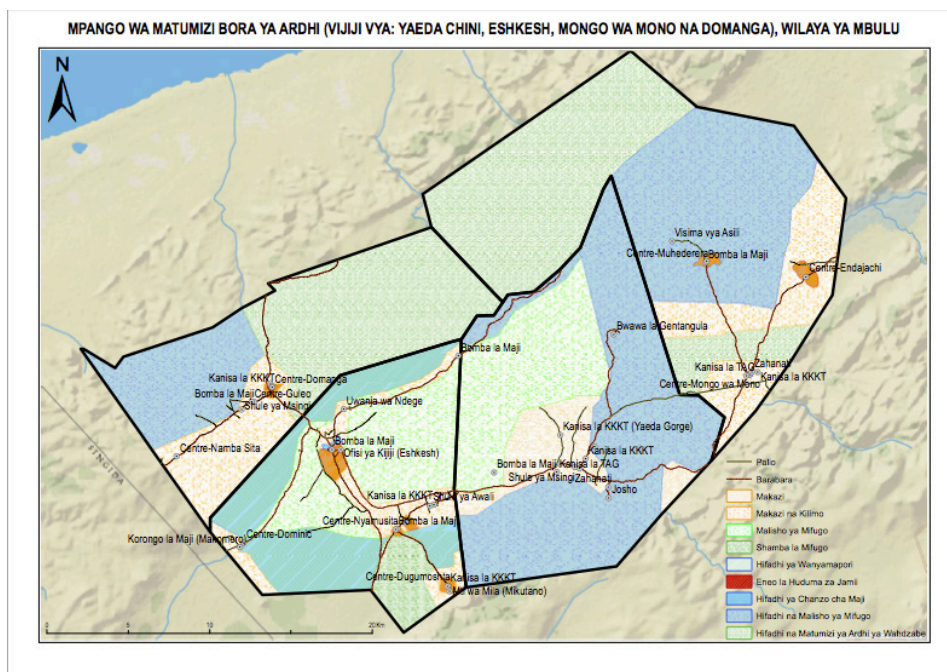 MPANGO WA MATUMIZI BORA YA ARDHI (VIJIJI VYA: YAEDA CHINI, ESHKESH, MONGO WA MONO NA DOMANGA), WILAYA YA MBULU
N
Visima vya Asili
Centre-Muhederera
Bomba la Maji
Centre-Endajachi
Bwawa la Gentangula
Bomba la Maji
Kanisa la TAG
Zahanati
Kanisa la KKKT
Centre-Mongo wa Mono
Kanisa la KKKT
Centre-Domanga
Bomba la Maji
Centre-Guleo
Shule ya Msingi
Uwanja wa Ndege
Centre-Namba Sita
Bomba la Maji
Ofisi ya Kijiji (Eshkesh)
Kanisa la KKKT (Yaeda Gorge)
Kanisa la KKKT
Bomba la Maji
Kanisa la TAG
Shule ya Msingi
Zahanati
Josho
Kanisa la KKKT
Shule ya Awali
Centre-Nyamusita
Bomba la Maji
Centre-Dominic
Korongo la Maji (Makomero)
Centre-Dugumoshta
Kanisa la KKKT
(Mikutano)
SINGIDA
Palio
Barabara
Makazi
Makazi na Kilimo
Malisho ya Mifugo
Shamba la Mifugo
Hifadhi ya Wanyamapori
Eneo la Huduma za Jamii
Hifadhi ya Chanzo cha Maji
Hifadhi na Malisho ya Mifugo
Hifadhi na Matumizi ya Ardhi ya Wahdzabe
0 5 10 20 Km